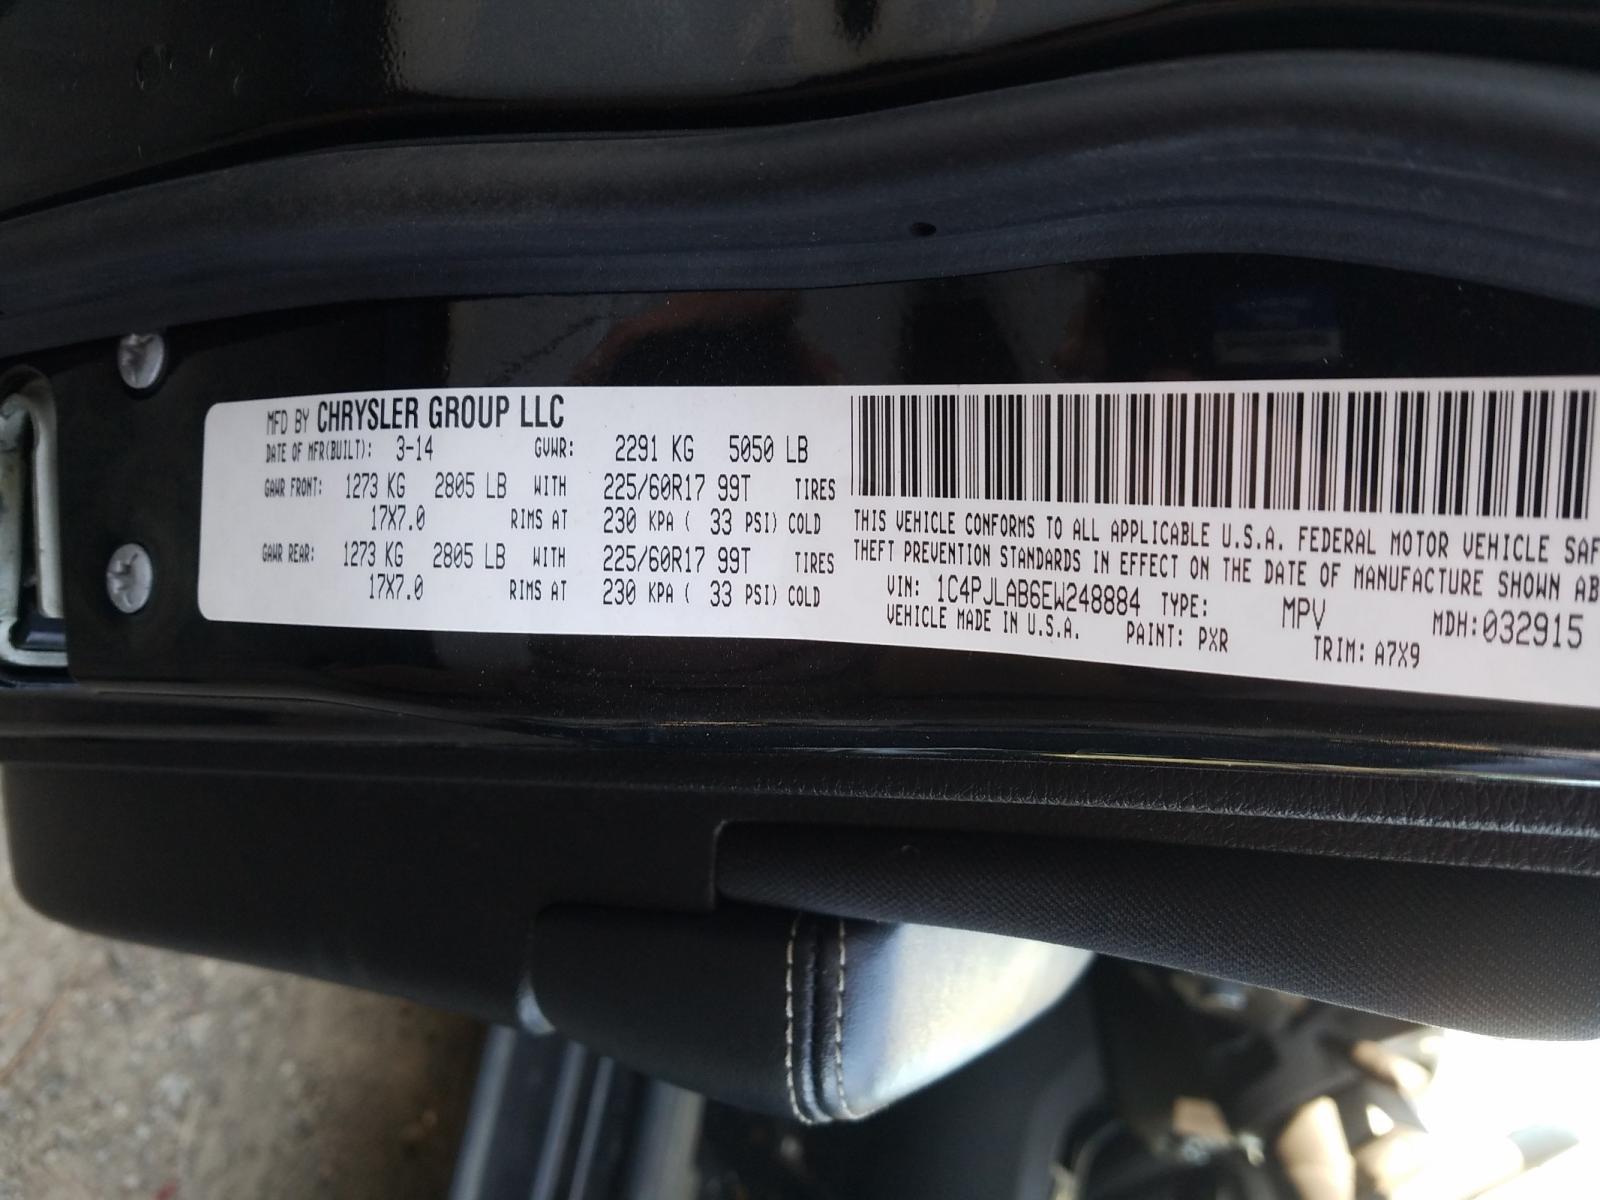 MFD BY CHRYSLER GROUP LLC
DATE OF MFR(BUILT): 3-14 GVWR: 2291 KG 5050 LB
GAWR FRONT: 1273 KG 2805 LB WITH 225/60R17 99T TIRES
17X7.0 RIMS AT 230 KPA ( 33 PSI) COLD
GAWR REAR: 1273 KG 2805 LB WITH 225/60R17 99T TIRES
17X7.0 RIMS AT 230 KPA ( 33 PSI) COLD
THIS VEHICLE CONFORMS TO ALL APPLICABLE U.S.A. FEDERAL MOTOR VEHICLE SAF
THEFT PREVENTION STANDARDS IN EFFECT ON THE DATE OF MANUFACTURE SHOWN AB
VIN: 1C4PJLAB6EW248884 TYPE: MPV MDH:032915
VEHICLE MADE IN U.S.A. PAINT: PXR TRIM: A7X9